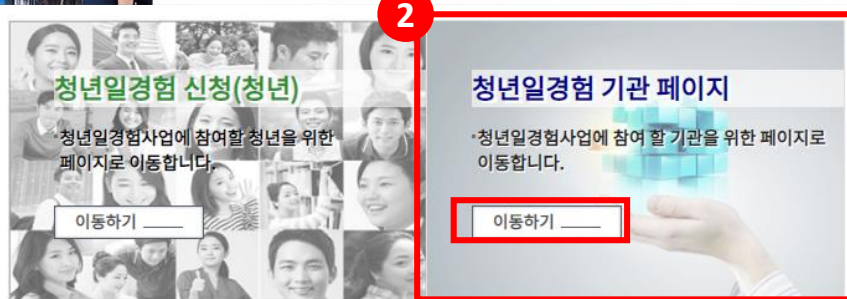 2
청년일경험 신청(청년)
청년일경험사업에 참여할 청년을 위한
페이지로 이동합니다.
이동하기
청년일경험 기관 페이지
청년일경험사업에 참여 할 기관을 위한 페이지로
이동합니다.
이동하기